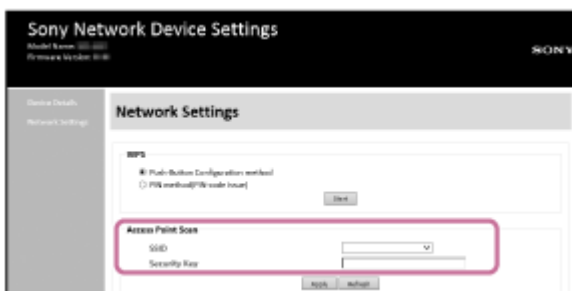 Sony Network Device Settings
Model Name:
Firmware Version:
SONY
Device Details
Network Settings
Network Settings
WPS
Push-Button Configuration method
PIN method(PIN-code issue)
Start
Access Point Scan
SSID
Security Key
Apply Refresh